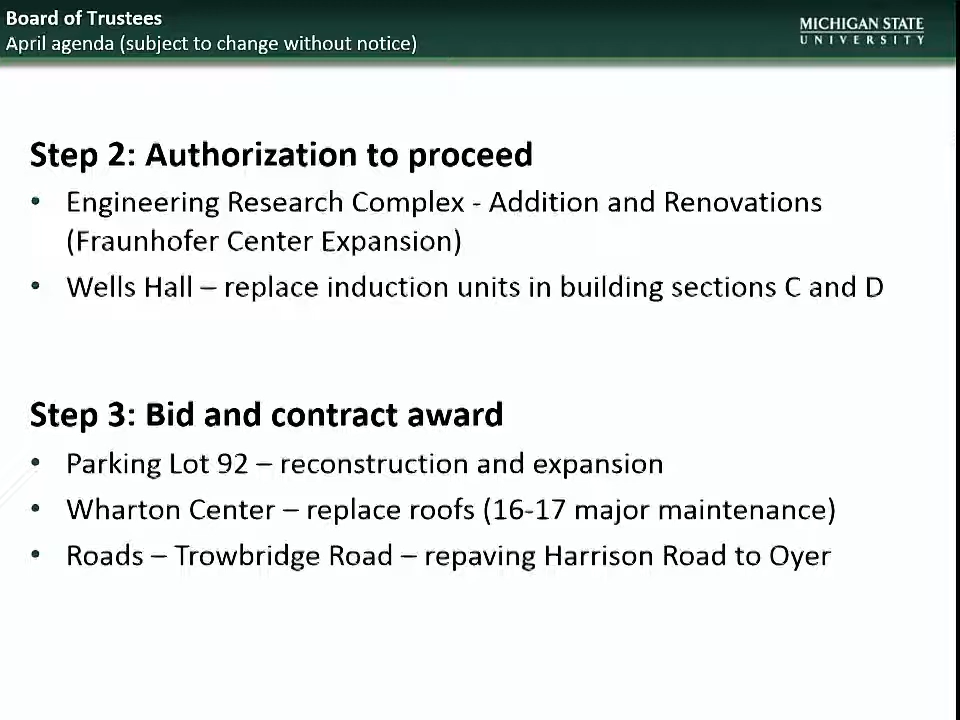 Board of Trustees
April agenda (subject to change without notice)
MICHIGAN STATE
UNIVERSITY
Step 2: Authorization to proceed
• Engineering Research Complex - Addition and Renovations
(Fraunhofer Center Expansion)
• Wells Hall – replace induction units in building sections C and D
Step 3: Bid and contract award
• Parking Lot 92 – reconstruction and expansion
• Wharton Center – replace roofs (16-17 major maintenance)
• Roads – Trowbridge Road – repaving Harrison Road to Oyer